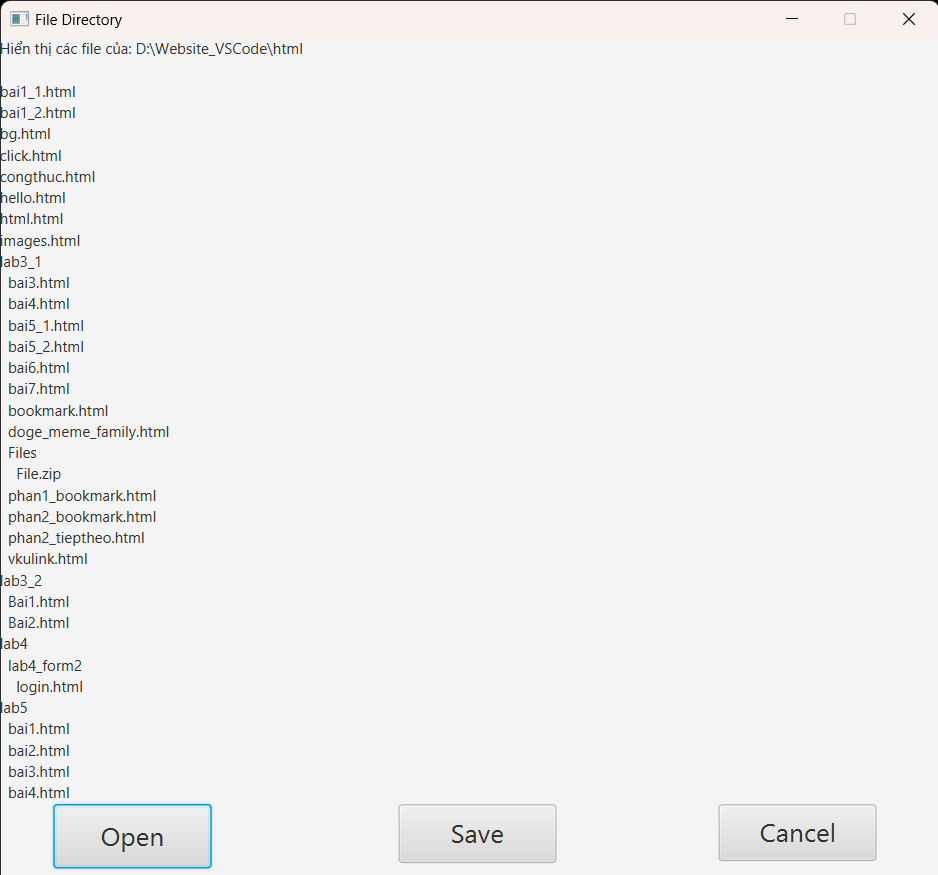 File Directory
Hiển thị các file của: D:\Website_VSCode\html
bai1_1.html
bai1_2.html
bg.html
click.html
congthuc.html
hello.html
html.html
images.html
lab3_1
bai3.html
bai4.html
bai5_1.html
bai5_2.html
bai6.html
bai7.html
bookmark.html
doge_meme_family.html
Files
File.zip
phan1_bookmark.html
phan2_bookmark.html
phan2_tieptheo.html
vkulink.html
lab3_2
Bai1.html
Bai2.html
lab4
lab4_form2
login.html
lab5
bai1.html
bai2.html
bai3.html
bai4.html
Open Save Cancel